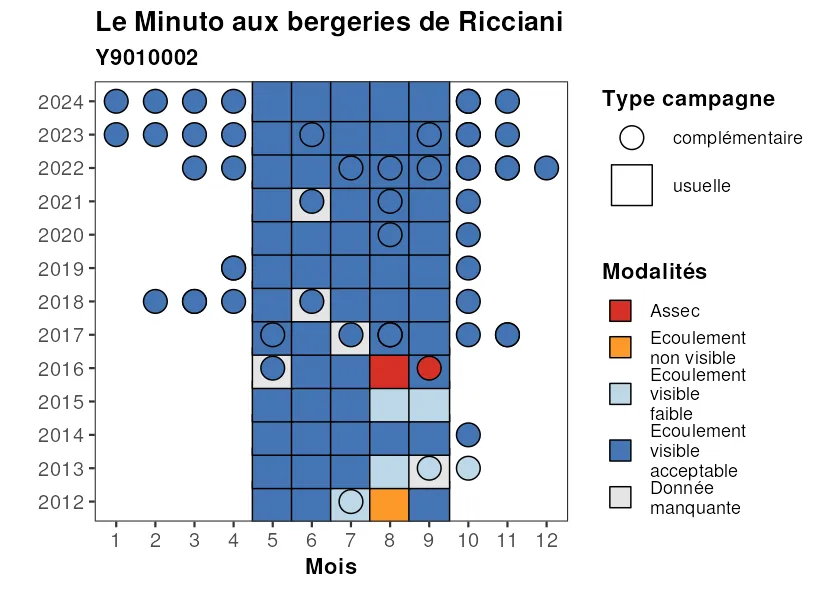 Le Minuto aux bergeries de Ricciani
Y9010002
2024
2023
2022
2021
2020
2019
2018
2017
2016
2015
2014
2013
2012
1 2 3 4 5 6 7 8 9 10 11 12
Mois
Type campagne
complémentaire
usuelle
Modalités
Assec
Ecoulement
non visible
Ecoulement
visible
faible
Ecoulement
visible
acceptable
Donnée
manquante